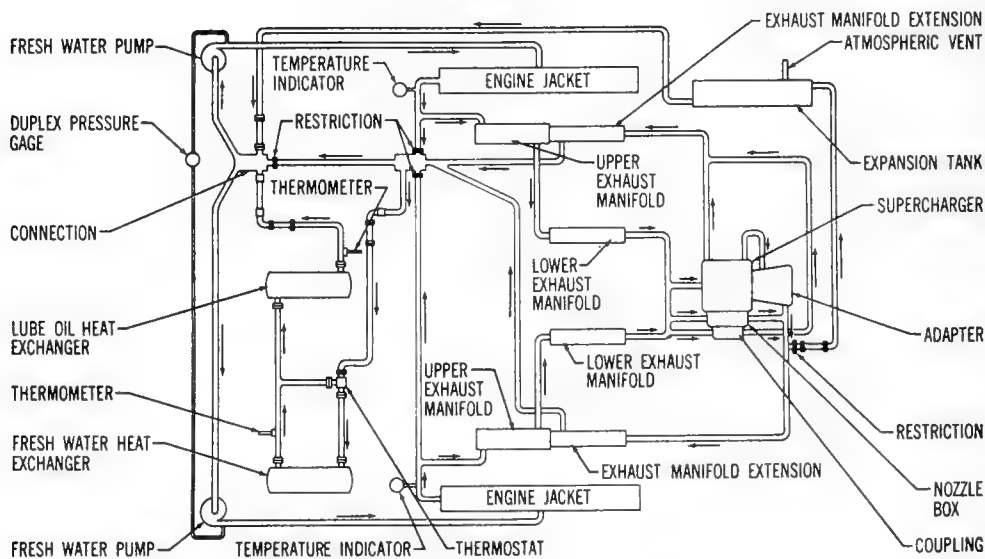 FRESH WATER PUMP
DUPLEX PRESSURE
GAGE
CONNECTION
LUBE OIL HEAT
EXCHANGER
THERMOMETER
FRESH WATER HEAT
EXCHANGER
FRESH WATER PUMP
TEMPERATURE
INDICATOR
RESTRICTION
THERMOMETER
TEMPERATURE INDICATOR
THERMOSTAT
ENGINE JACKET
UPPER
EXHAUST
MANIFOLD
LOWER
EXHAUST
MANIFOLD
LOWER EXHAUST
MANIFOLD
UPPER
EXHAUST
MANIFOLD
EXHAUST MANIFOLD EXTENSION
ENGINE JACKET
EXHAUST MANIFOLD EXTENSION
ATMOSPHERIC VENT
EXPANSION TANK
SUPERCHARGER
ADAPTER
RESTRICTION
NOZZLE
BOX
COUPLING